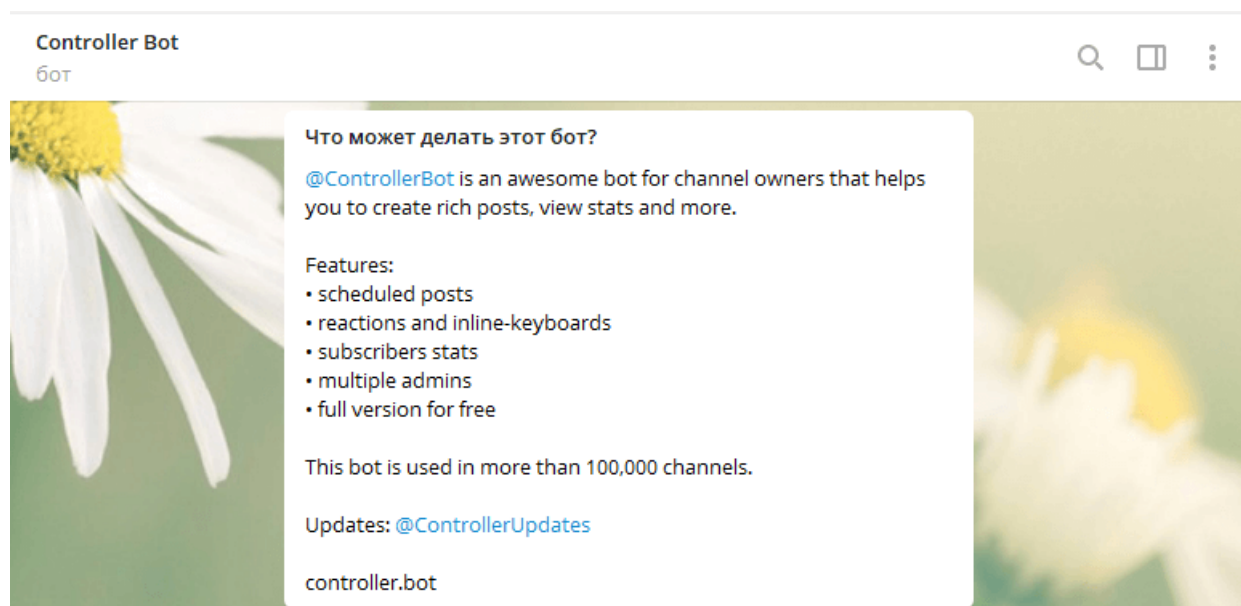 Controller Bot
бот
Что может делать этот бот?
@ControllerBot is an awesome bot for channel owners that helps
you to create rich posts, view stats and more.
Features:
• scheduled posts
• reactions and inline-keyboards
• subscribers stats
• multiple admins
• full version for free
This bot is used in more than 100,000 channels.
Updates: @ControllerUpdates
controller.bot